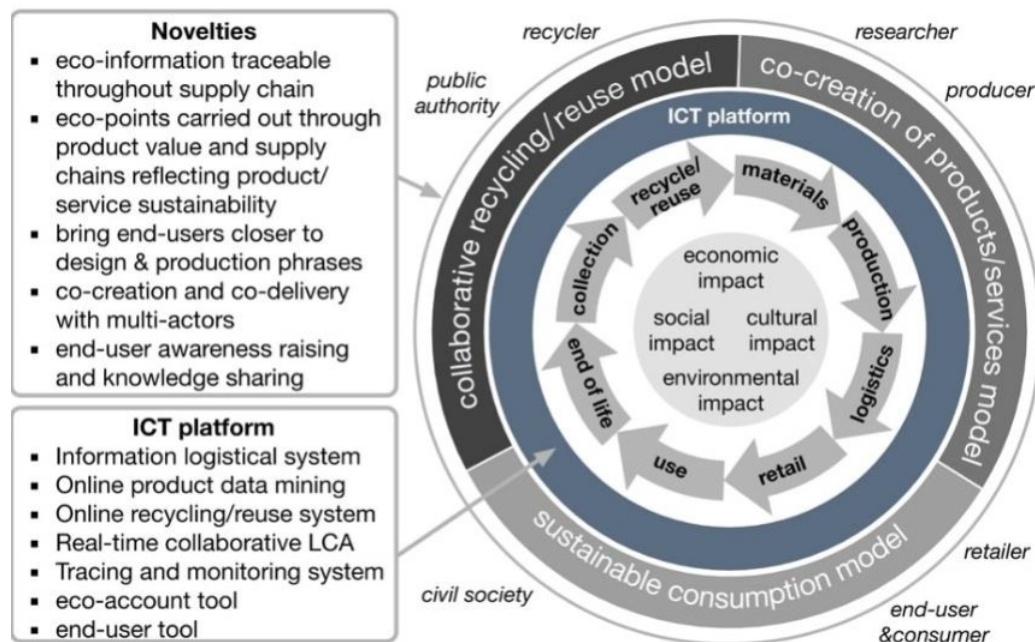 Novelties
▪ eco-information traceable
throughout supply chain
▪ eco-points carried out through
product value and supply
chains reflecting product/
service sustainability
▪ bring end-users closer to
design & production phrases
▪ co-creation and co-delivery
with multi-actors
▪ end-user awareness raising
and knowledge sharing
ICT platform
▪ Information logistical system
▪ Online product data mining
▪ Online recycling/reuse system
▪ Real-time collaborative LCA
▪ Tracing and monitoring system
▪ eco-account tool
▪ end-user tool
recycler
researcher
public
authority
producer
retailer
end-user
&consumer
civil society
collaborative recycling/reuse model
co-creation of products/services model
sustainable consumption model
ICT platform
materials
production
logistics
retail
use
end of life
collection
recycle/
reuse
economic
impact
social
impact
cultural
impact
environmental
impact